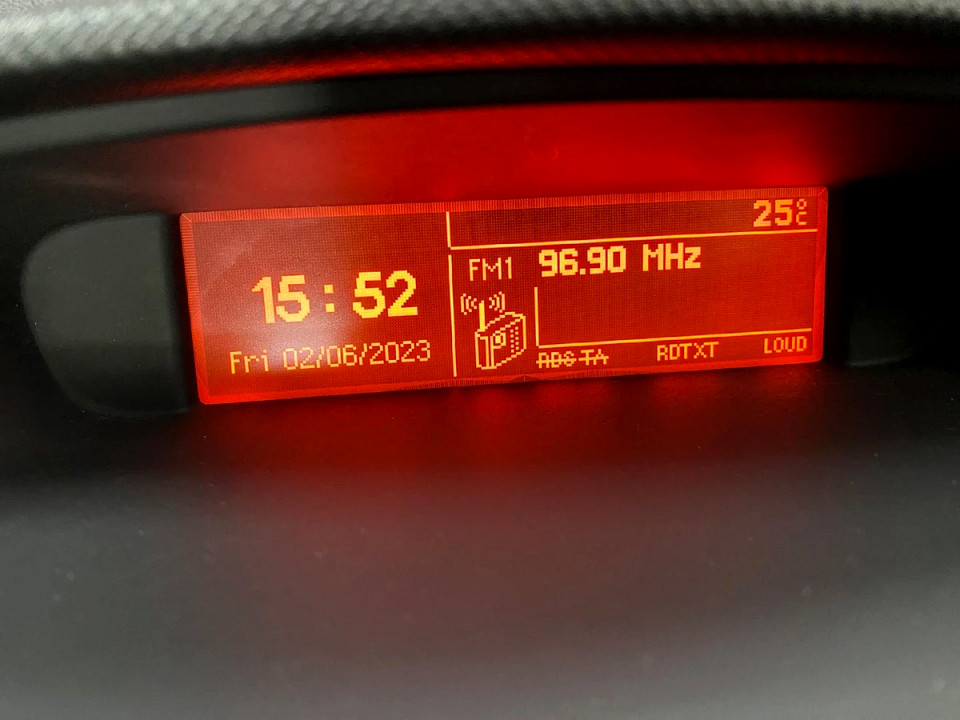 25°C
FM1 96.90 MHz
15:52
Fri 02/06/2023
RDS TA RDTXT LOUD